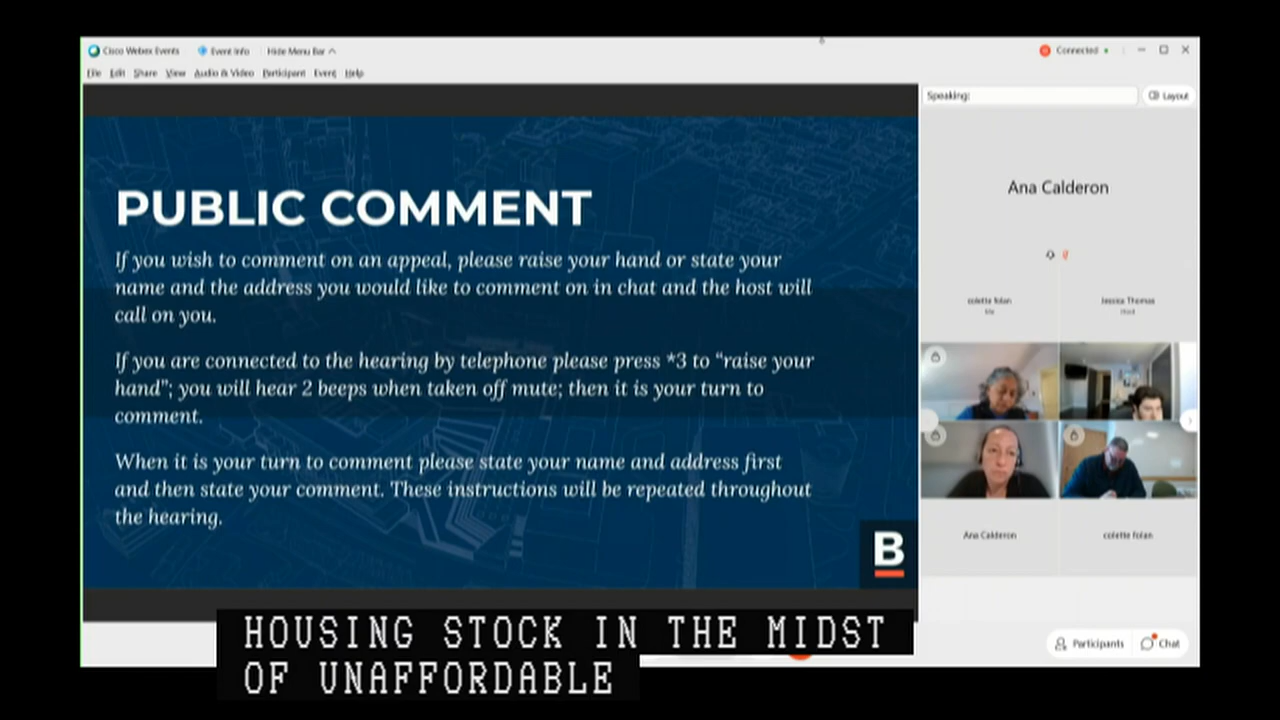 Cisco Webex Events Event Info Hide Menu Bar
Connected
File Edit Share View Audio & Video Participant Event Help
Speaking:
Layout
PUBLIC COMMENT
If you wish to comment on an appeal, please raise your hand or state your
name and the address you would like to comment on in chat and the host will
call on you.
If you are connected to the hearing by telephone please press *3 to “raise your
hand”; you will hear 2 beeps when taken off mute; then it is your turn to
comment.
When it is your turn to comment please state your name and address first
and then state your comment. These instructions will be repeated throughout
the hearing.
B
Ana Calderon
colette folan
Me
Jessica Thomas
Host
Ana Calderon
colette folan
Participants
Chat
HOUSING STOCK IN THE MIDST
OF UNAFFORDABLE